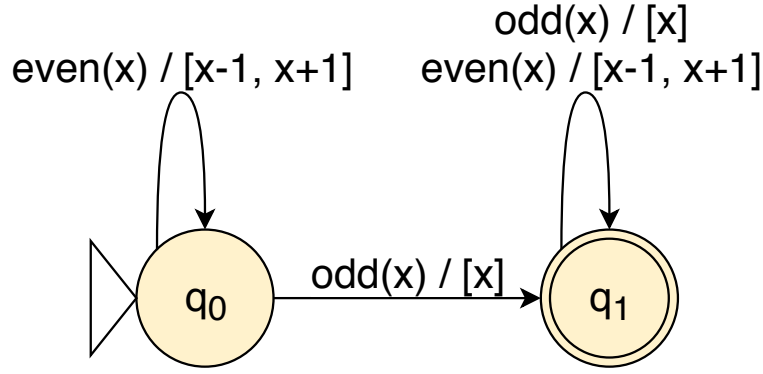 odd(x) / [x]
even(x) / [x-1, x+1]
even(x) / [x-1, x+1]
q0
odd(x) / [x]
q1